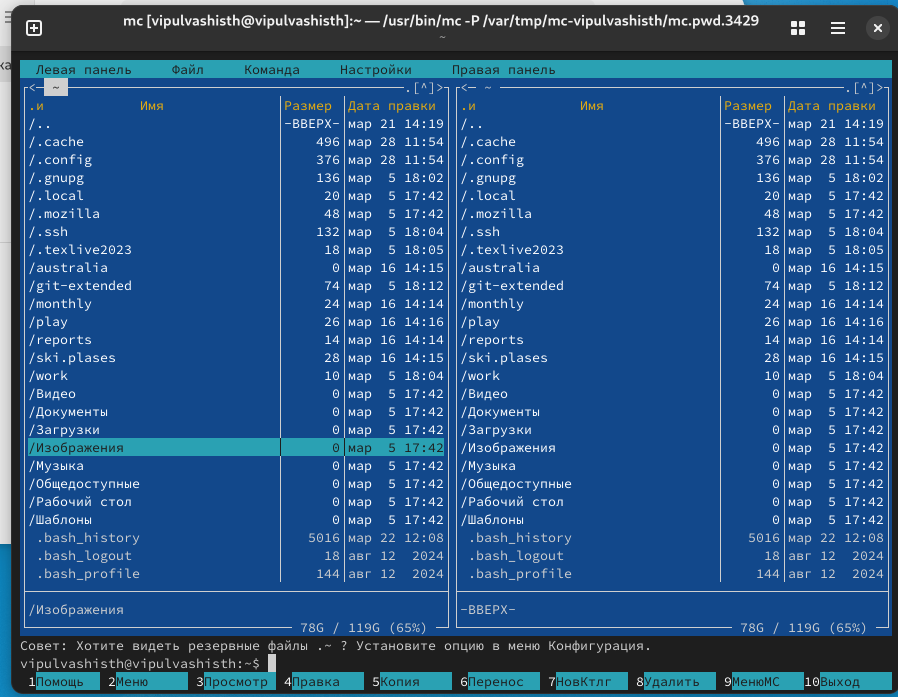 mc [vipulvashisth@vipulvashisth]:~ — /usr/bin/mc -P /var/tmp/mc-vipulvashisth/mc.pwd.3429
~
Левая панель Файл Команда Настройки Правая панель
<─ ~ ─.[^]> <─ ~ ─.[^]>
.и Имя Размер Дата правки .и Имя Размер Дата правки
/.. -ВВЕРХ- мар 21 14:19 /.. -ВВЕРХ- мар 21 14:19
/.cache 496 мар 28 11:54 /.cache 496 мар 28 11:54
/.config 376 мар 28 11:54 /.config 376 мар 28 11:54
/.gnupg 136 мар 5 18:02 /.gnupg 136 мар 5 18:02
/.local 20 мар 5 17:42 /.local 20 мар 5 17:42
/.mozilla 48 мар 5 17:42 /.mozilla 48 мар 5 17:42
/.ssh 132 мар 5 18:04 /.ssh 132 мар 5 18:04
/.texlive2023 18 мар 5 18:05 /.texlive2023 18 мар 5 18:05
/australia 0 мар 16 14:15 /australia 0 мар 16 14:15
/git-extended 74 мар 5 18:12 /git-extended 74 мар 5 18:12
/monthly 24 мар 16 14:14 /monthly 24 мар 16 14:14
/play 26 мар 16 14:16 /play 26 мар 16 14:16
/reports 14 мар 16 14:14 /reports 14 мар 16 14:14
/ski.plases 28 мар 16 14:15 /ski.plases 28 мар 16 14:15
/work 10 мар 5 18:04 /work 10 мар 5 18:04
/Видео 0 мар 5 17:42 /Видео 0 мар 5 17:42
/Документы 0 мар 5 17:42 /Документы 0 мар 5 17:42
/Загрузки 0 мар 5 17:42 /Загрузки 0 мар 5 17:42
/Изображения 0 мар 5 17:42 /Изображения 0 мар 5 17:42
/Музыка 0 мар 5 17:42 /Музыка 0 мар 5 17:42
/Общедоступные 0 мар 5 17:42 /Общедоступные 0 мар 5 17:42
/Рабочий стол 0 мар 5 17:42 /Рабочий стол 0 мар 5 17:42
/Шаблоны 0 мар 5 17:42 /Шаблоны 0 мар 5 17:42
.bash_history 5016 мар 22 12:08 .bash_history 5016 мар 22 12:08
.bash_logout 18 авг 12 2024 .bash_logout 18 авг 12 2024
.bash_profile 144 авг 12 2024 .bash_profile 144 авг 12 2024
/Изображения -ВВЕРХ-
78G / 119G (65%) 78G / 119G (65%)
Совет: Хотите видеть резервные файлы .~ ? Установите опцию в меню Конфигурация.
vipulvashisth@vipulvashisth:~$
1Помощь 2Меню 3Просмотр 4Правка 5Копия 6Перенос 7НовКтлг 8Удалить 9МенюMC 10Выход